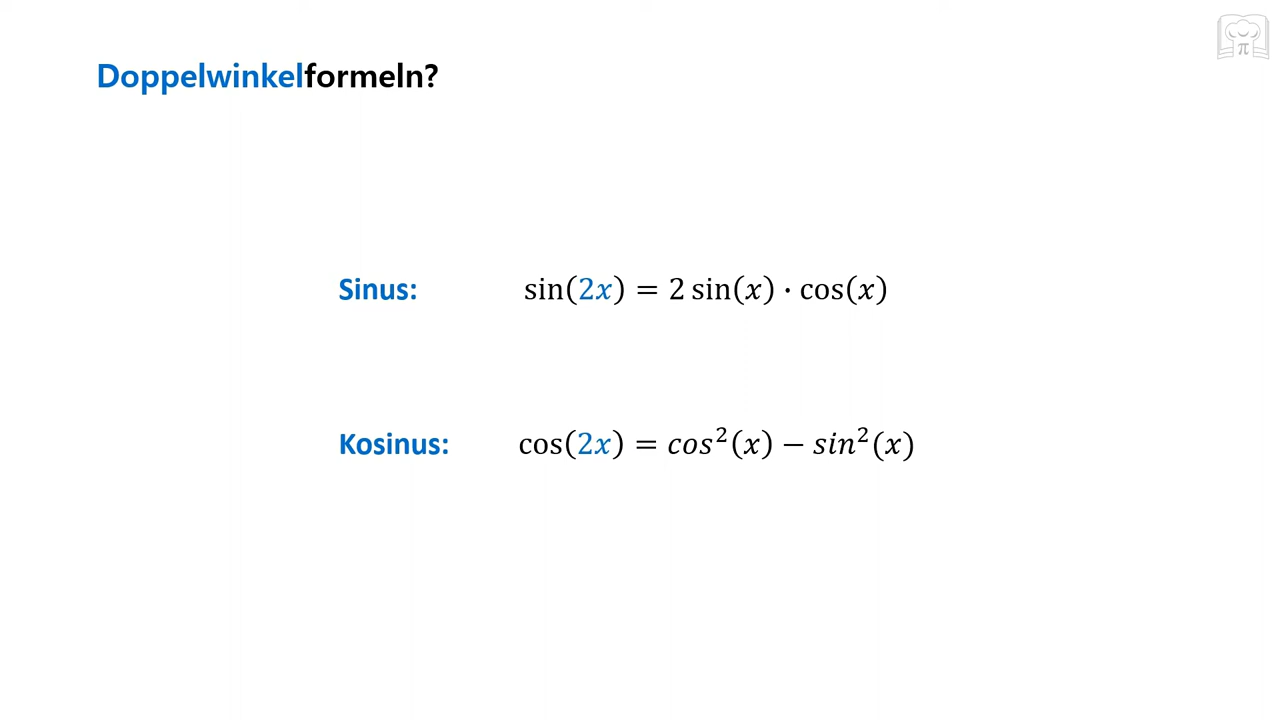 Doppelwinkelformeln?
Sinus: sin(2x) = 2 sin(x) · cos(x)
Kosinus: cos(2x) = cos²(x) − sin²(x)
π